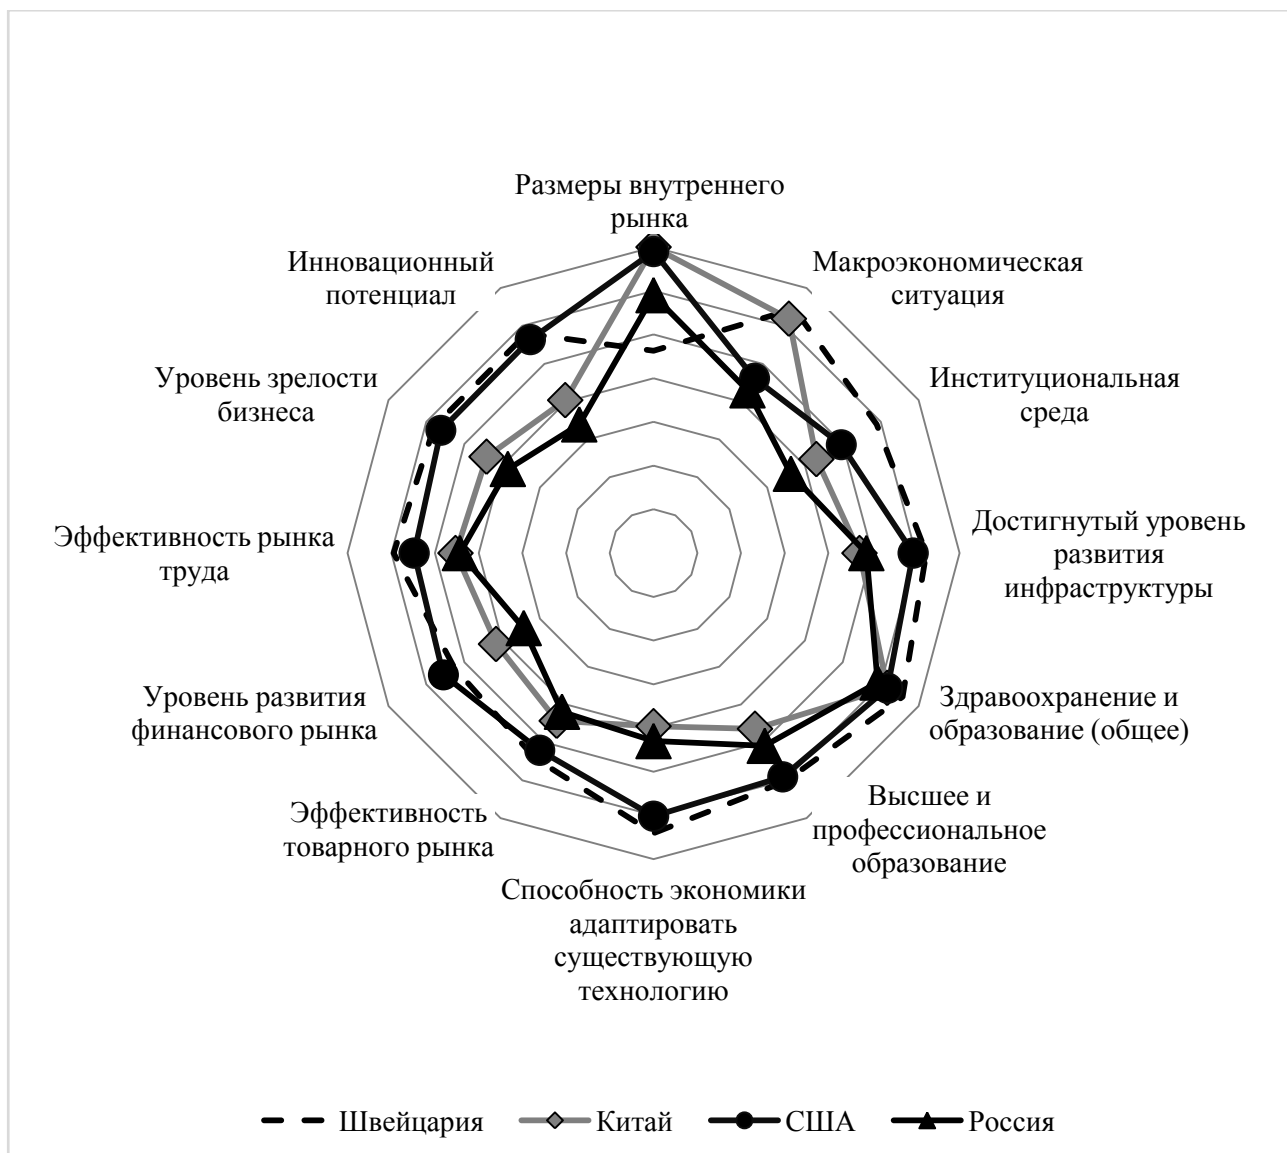 Размеры внутреннего
рынка
Макроэкономическая
ситуация
Институциональная
среда
Достигнутый уровень
развития
инфраструктуры
Здравоохранение и
образование (общее)
Высшее и
профессиональное
образование
Способность экономики
адаптировать
существующую
технологию
Эффективность
товарного рынка
Уровень развития
финансового рынка
Эффективность рынка
труда
Уровень зрелости
бизнеса
Инновационный
потенциал
Швейцария
Китай
США
Россия